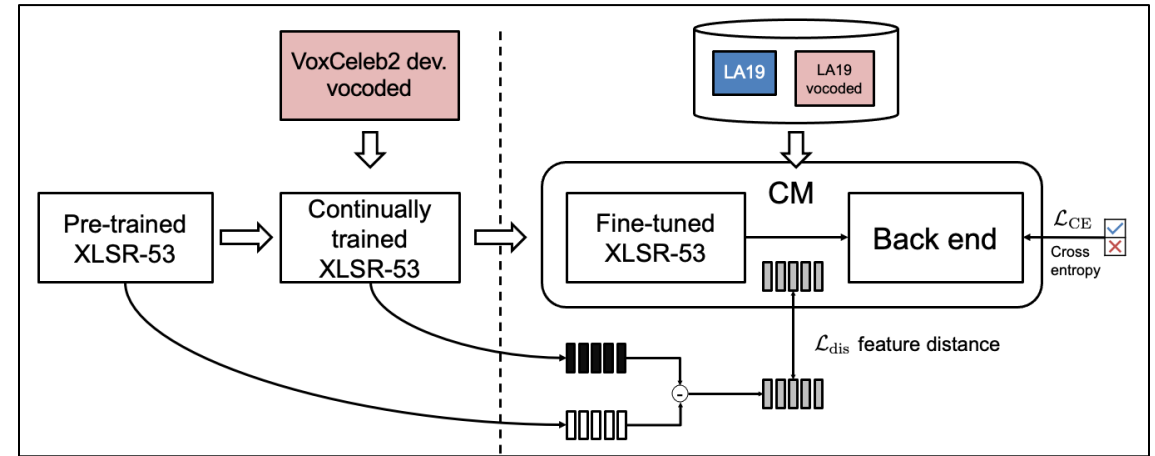 VoxCeleb2 dev.
vocoded
LA19
LA19
vocoded
CM
Pre-trained
XLSR-53
Continually
trained
XLSR-53
Fine-tuned
XLSR-53
Back end
ℒCE
Cross
entropy
ℒdis feature distance
-